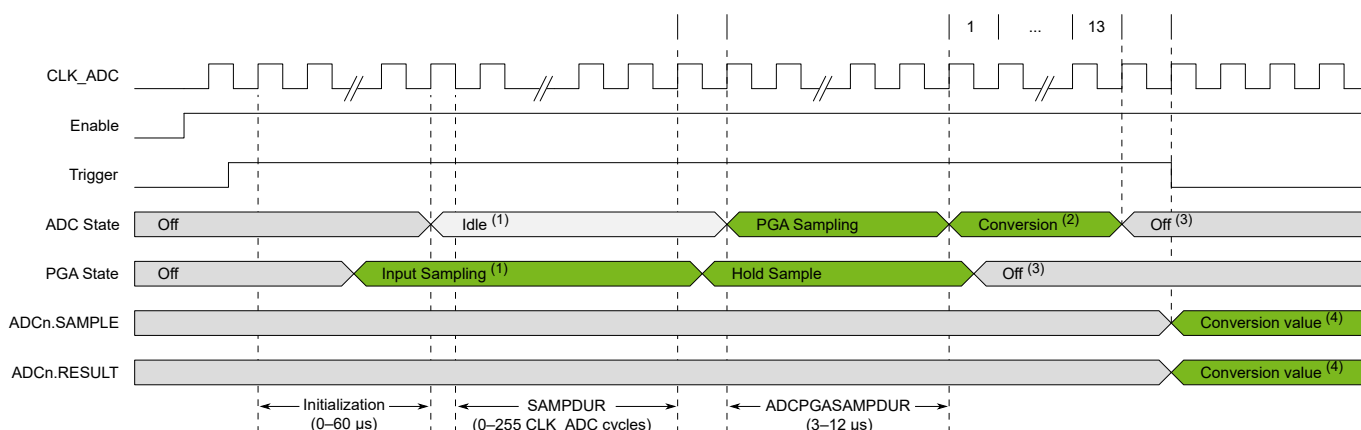 1 ... 13
CLK_ADC
Enable
Trigger
ADC State Off Idle (1) PGA Sampling Conversion (2) Off (3)
PGA State Off Input Sampling (1) Hold Sample Off (3)
ADCn.SAMPLE Conversion value (4)
ADCn.RESULT Conversion value (4)
Initialization SAMPDUR ADCPGASAMPDUR
(0–60 µs) (0–255 CLK_ADC cycles) (3–12 µs)